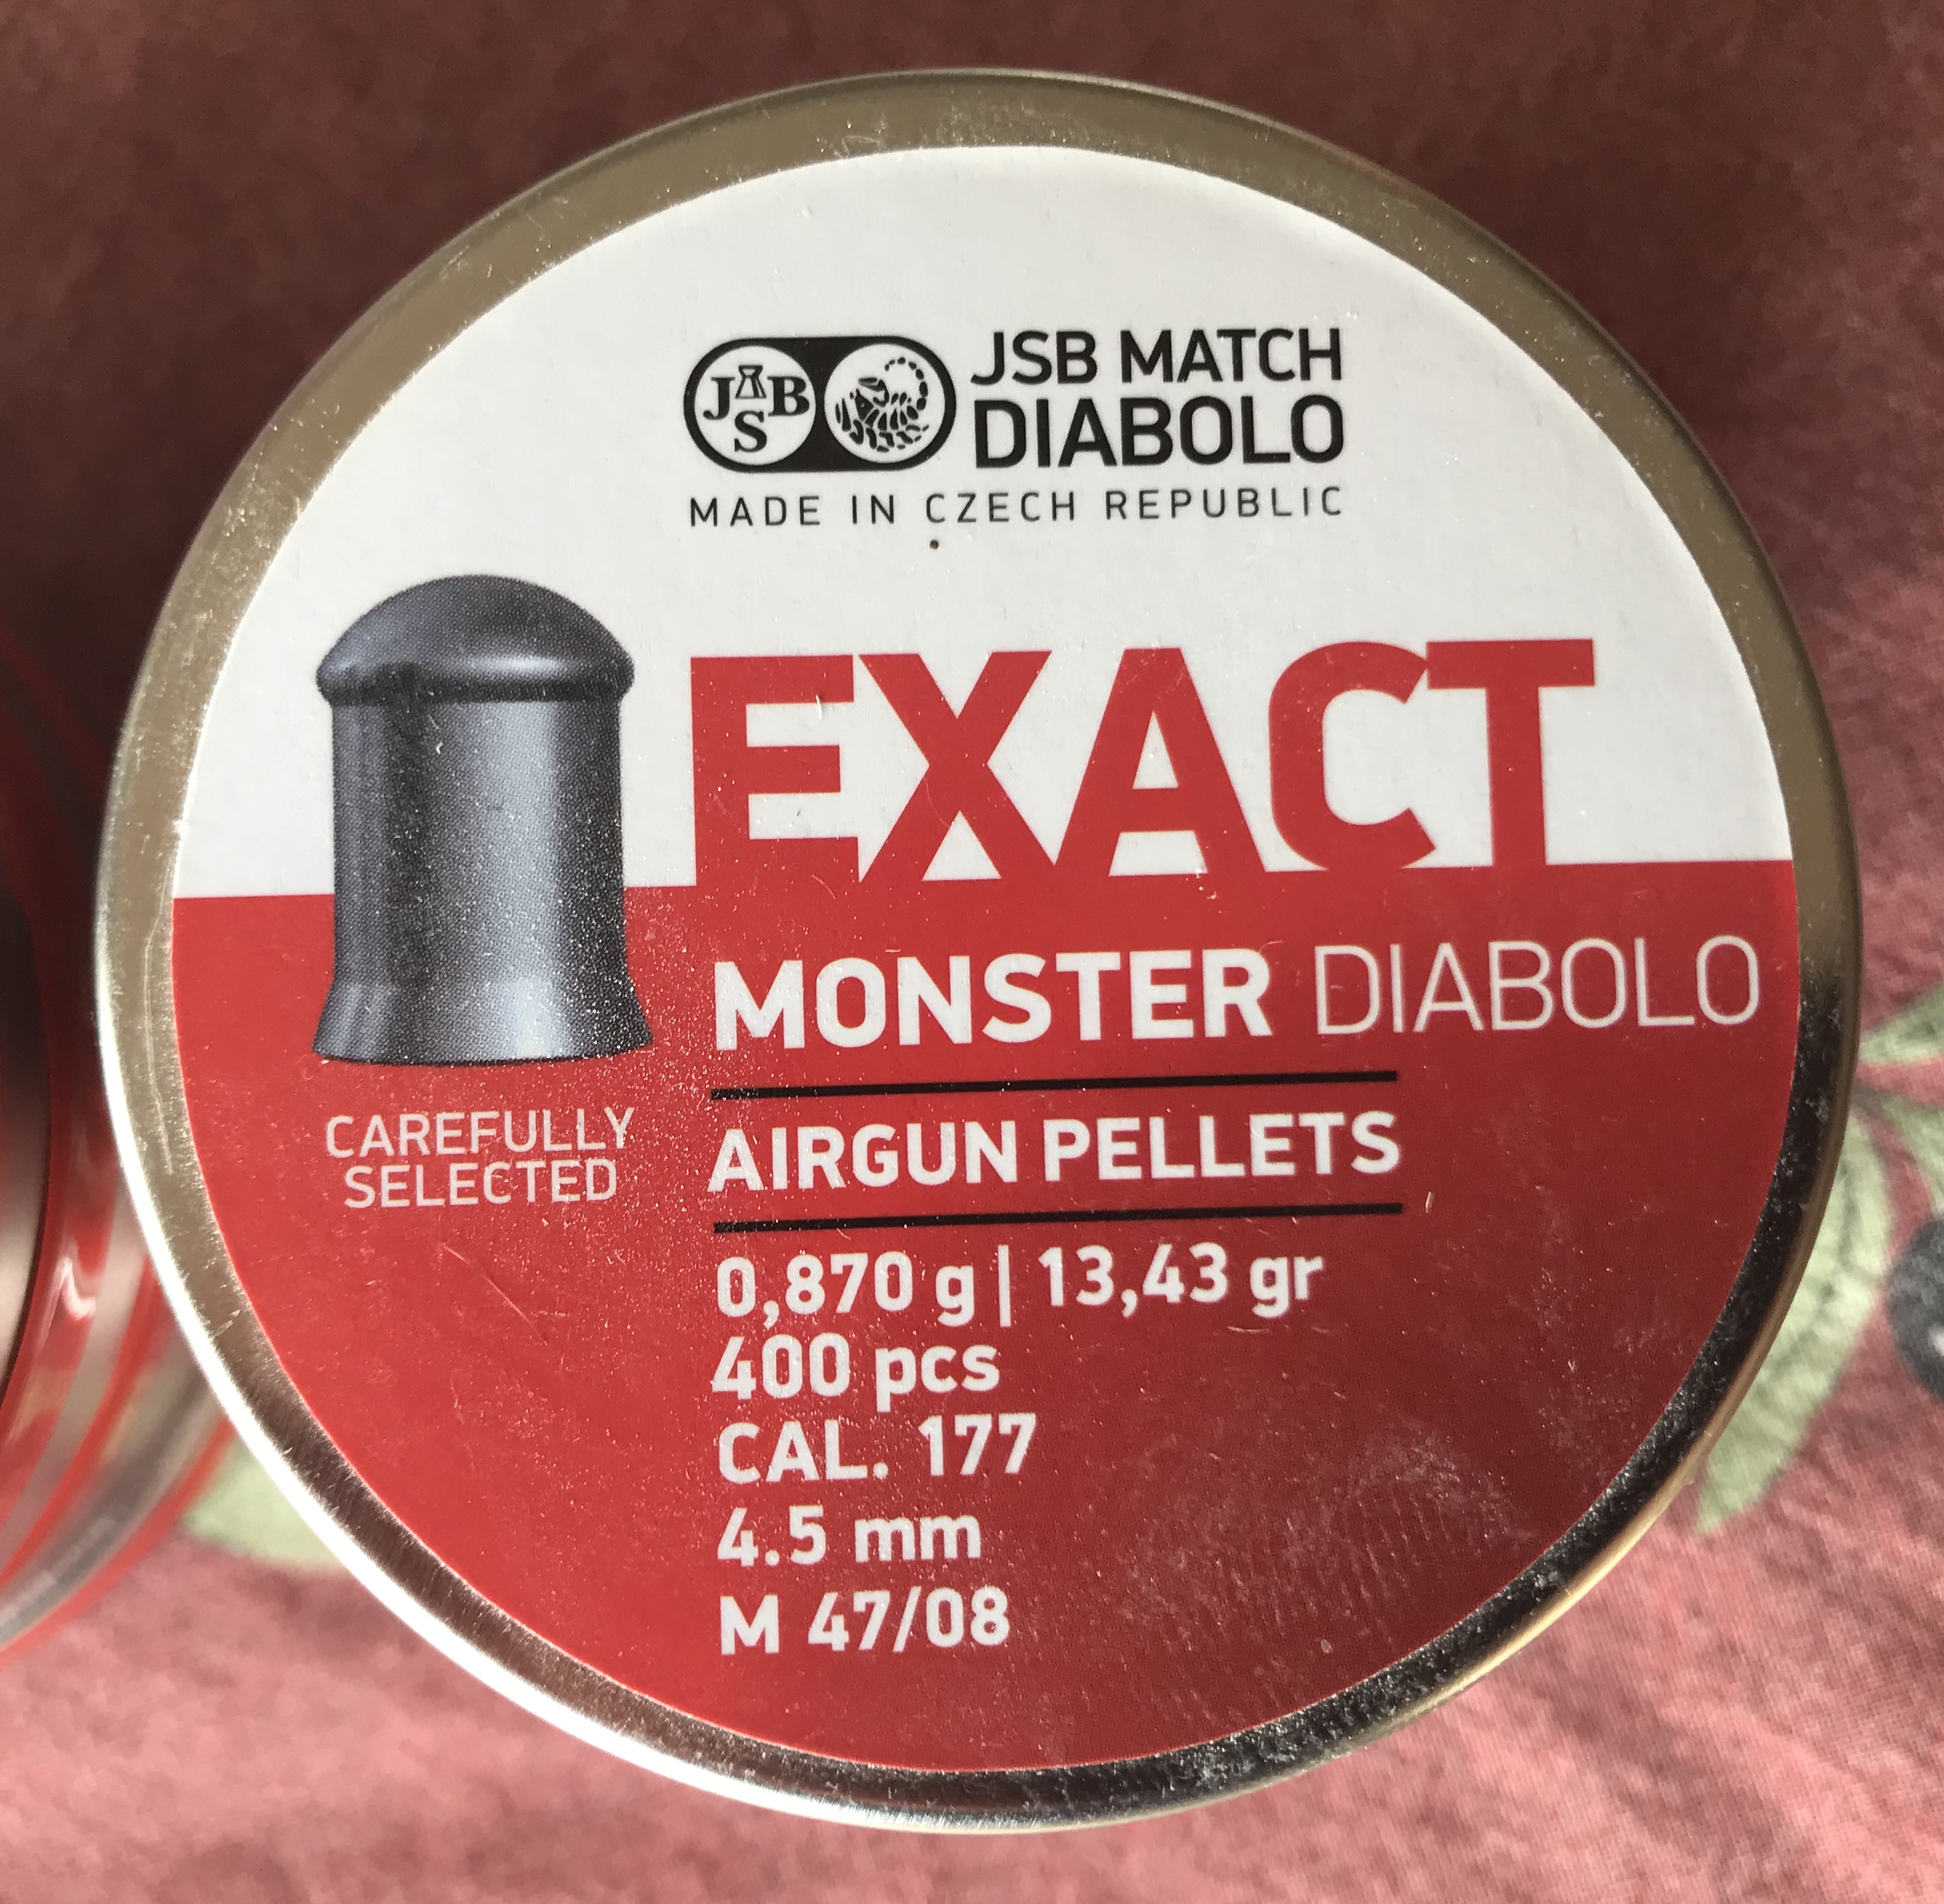 JSB
JSB MATCH
DIABOLO
MADE IN CZECH REPUBLIC
EXACT
MONSTER DIABOLO
CAREFULLY
SELECTED
AIRGUN PELLETS
0,870 g | 13,43 gr
400 pcs
CAL. 177
4.5 mm
M 47/08